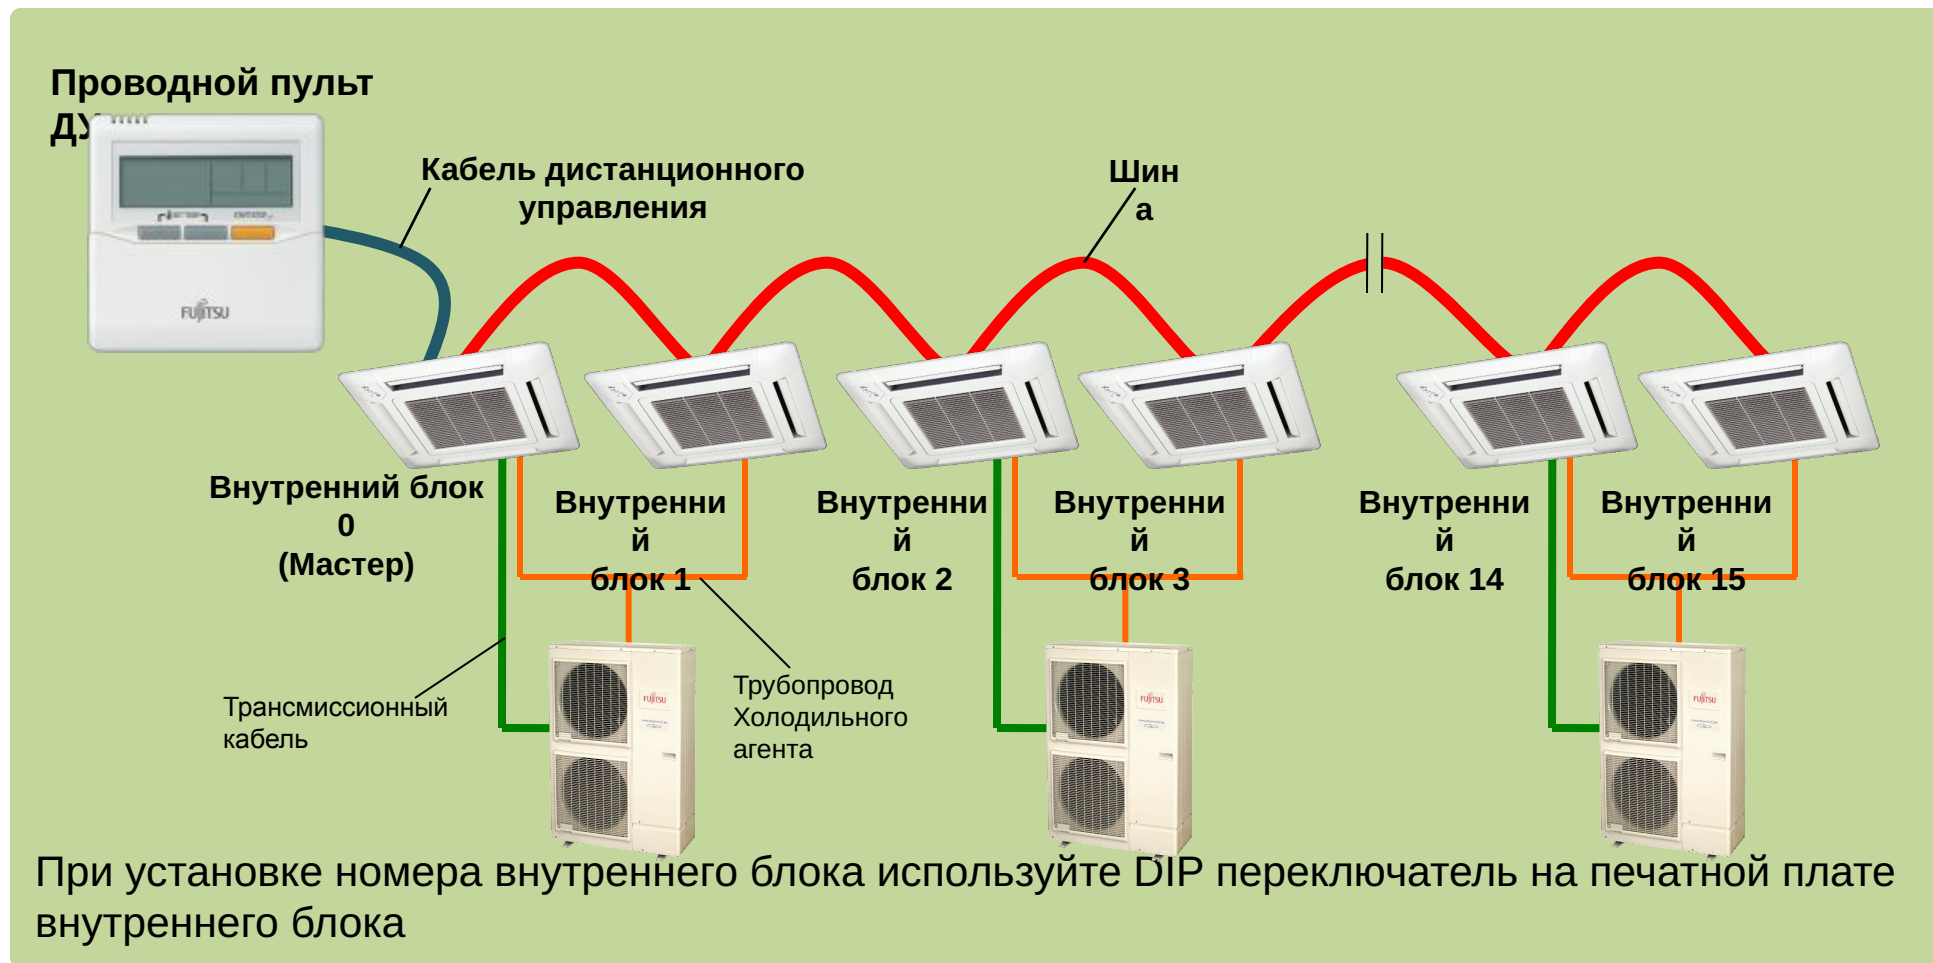 Проводной пульт
ДУ
Кабель дистанционного
управления
Шин
а
FUJITSU
Внутренний блок
0
(Мастер)
Внутренни
й
блок 1
Внутренни
й
блок 2
Внутренни
й
блок 3
Внутренни
й
блок 14
Внутренни
й
блок 15
Трансмиссионный
кабель
Трубопровод
Холодильного
агента
FUJITSU
FUJITSU
FUJITSU
При установке номера внутреннего блока используйте DIP переключатель на печатной плате
внутреннего блока